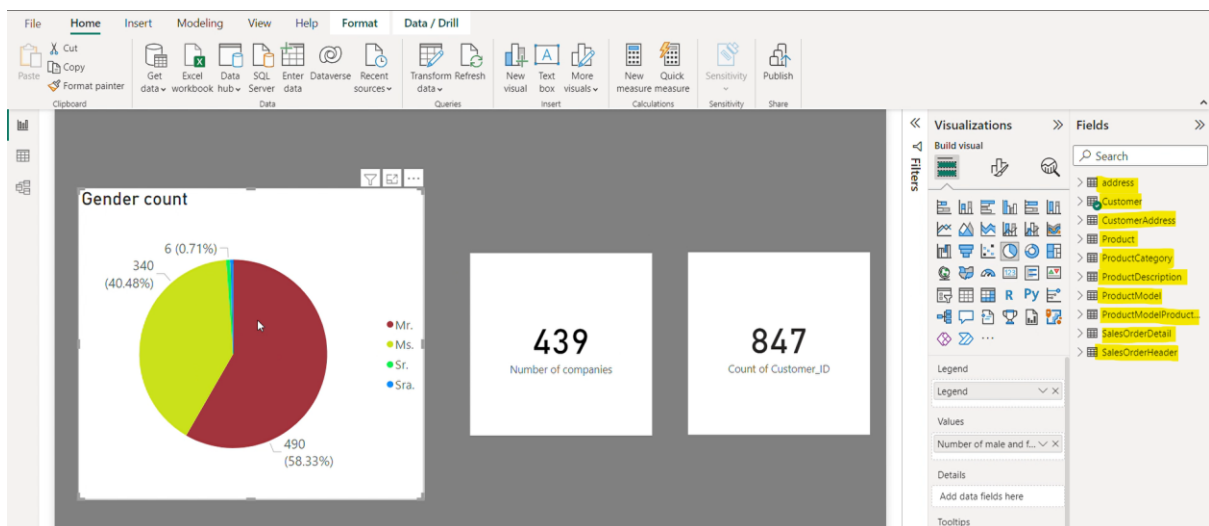 File Home Insert Modeling View Help Format Data / Drill
Paste
Cut
Copy
Format painter
Get data
Excel workbook
Data hub
SQL Server
Enter data
Dataverse
Recent sources
Transform data
Refresh
New visual
Text box
More visuals
New measure
Quick measure
Sensitivity
Publish
Clipboard Data Queries Insert Calculations Sensitivity Share
Gender count
6 (0.71%)
340
(40.48%)
490
(58.33%)
Mr.
Ms.
Sr.
Sra.
439
Number of companies
847
Count of Customer_ID
Filters
Visualizations
Build visual
R Py
Legend
Legend
Values
Number of male and f...
Details
Add data fields here
Tooltips
Fields
Search
address
Customer
CustomerAddress
Product
ProductCategory
ProductDescription
ProductModel
ProductModelProduct...
SalesOrderDetail
SalesOrderHeader